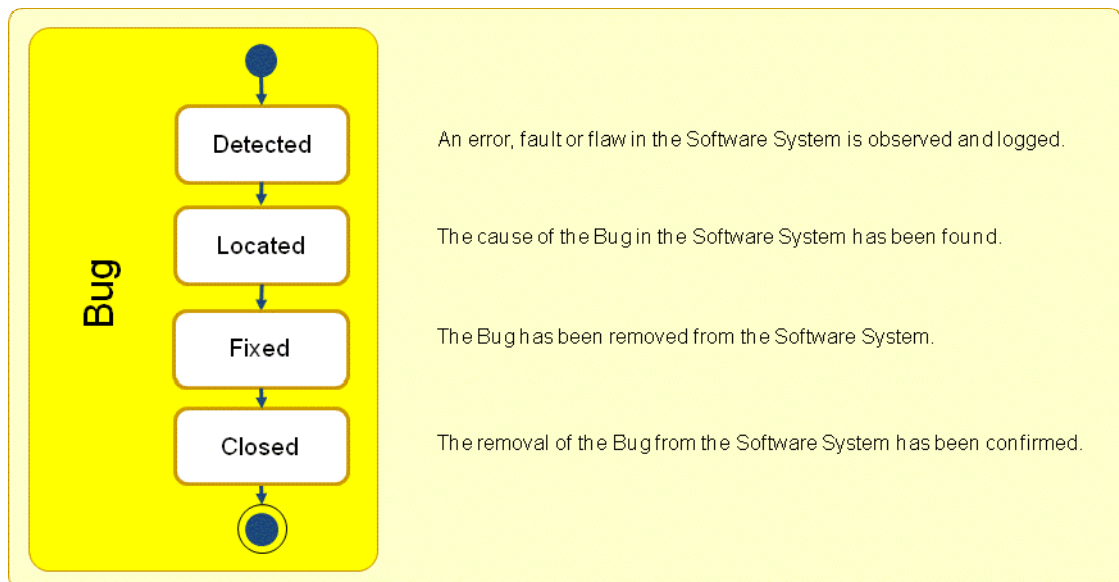 Bug
Detected
An error, fault or flaw in the Software System is observed and logged.
Located
The cause of the Bug in the Software System has been found.
Fixed
The Bug has been removed from the Software System.
Closed
The removal of the Bug from the Software System has been confirmed.